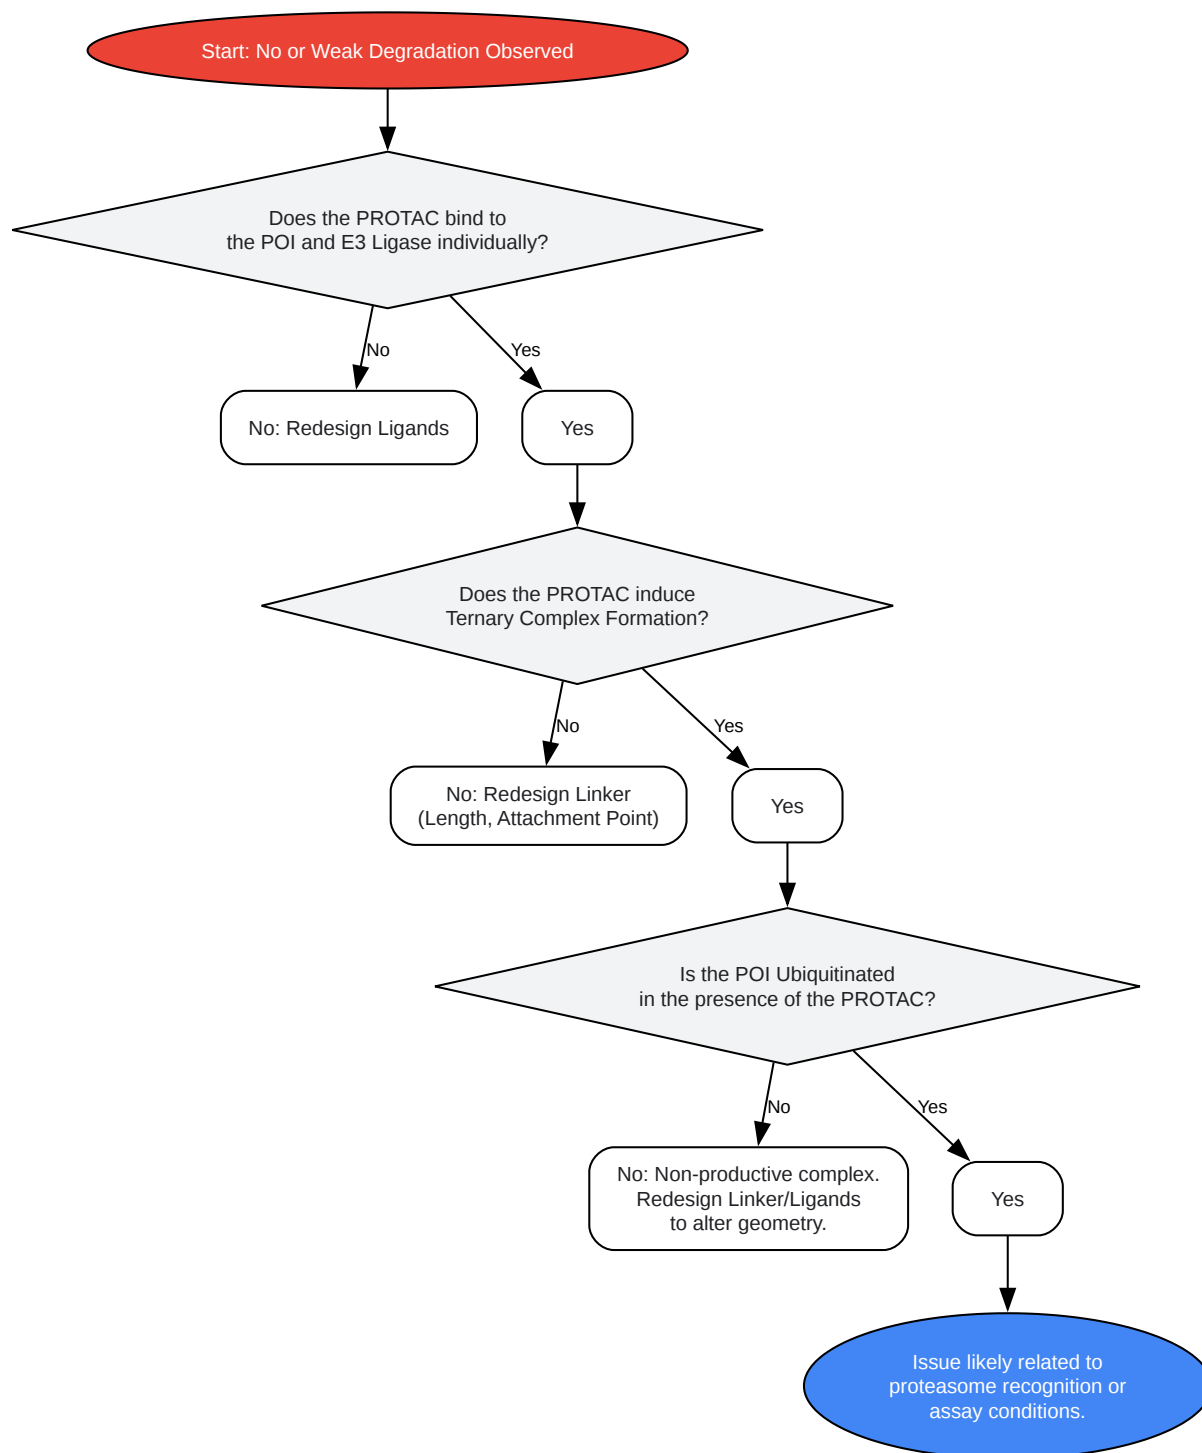 Start: No or Weak Degradation Observed
Does the PROTAC bind to
the POI and E3 Ligase individually?
No
Yes
No: Redesign Ligands
Yes
Does the PROTAC induce
Ternary Complex Formation?
No
Yes
No: Redesign Linker
(Length, Attachment Point)
Yes
Is the POI Ubiquitinated
in the presence of the PROTAC?
No
Yes
No: Non-productive complex.
Redesign Linker/Ligands
to alter geometry.
Yes
Issue likely related to
proteasome recognition or
assay conditions.